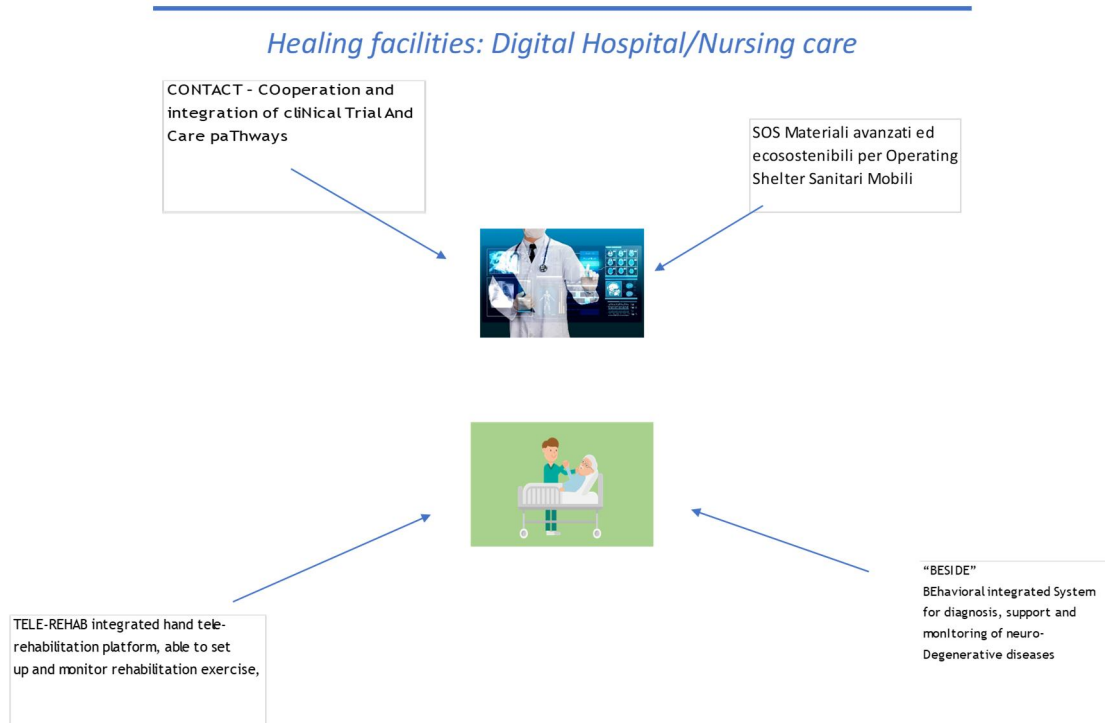 Healing facilities: Digital Hospital/Nursing care
CONTACT - COoperation and
integration of cliNical Trial And
Care paThways
SOS Materiali avanzati ed
ecosostenibili per Operating
Shelter Sanitari Mobili
TELE-REHAB integrated hand tele-
rehabilitation platform, able to set
up and monitor rehabilitation exercise,
“BESIDE”
BEhavioral integrated System
for diagnosis, support and
monItoring of neuro-
Degenerative diseases